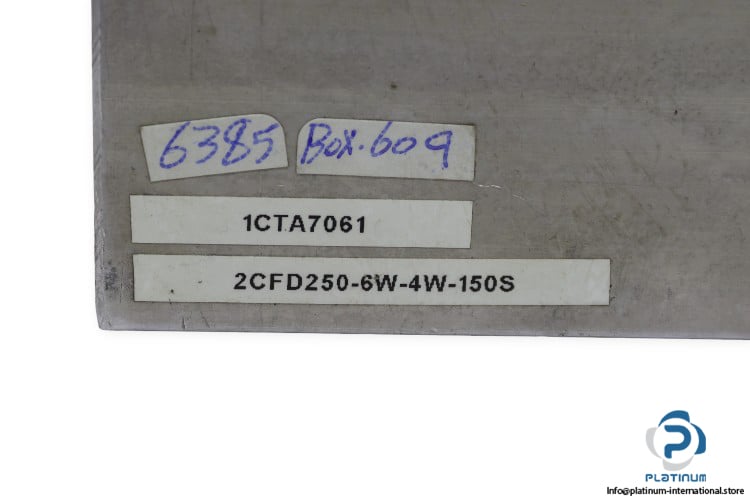 6385 Box.609
1CTA7061
2CFD250-6W-4W-150S
PLATINUM
Info@platinum-international.store